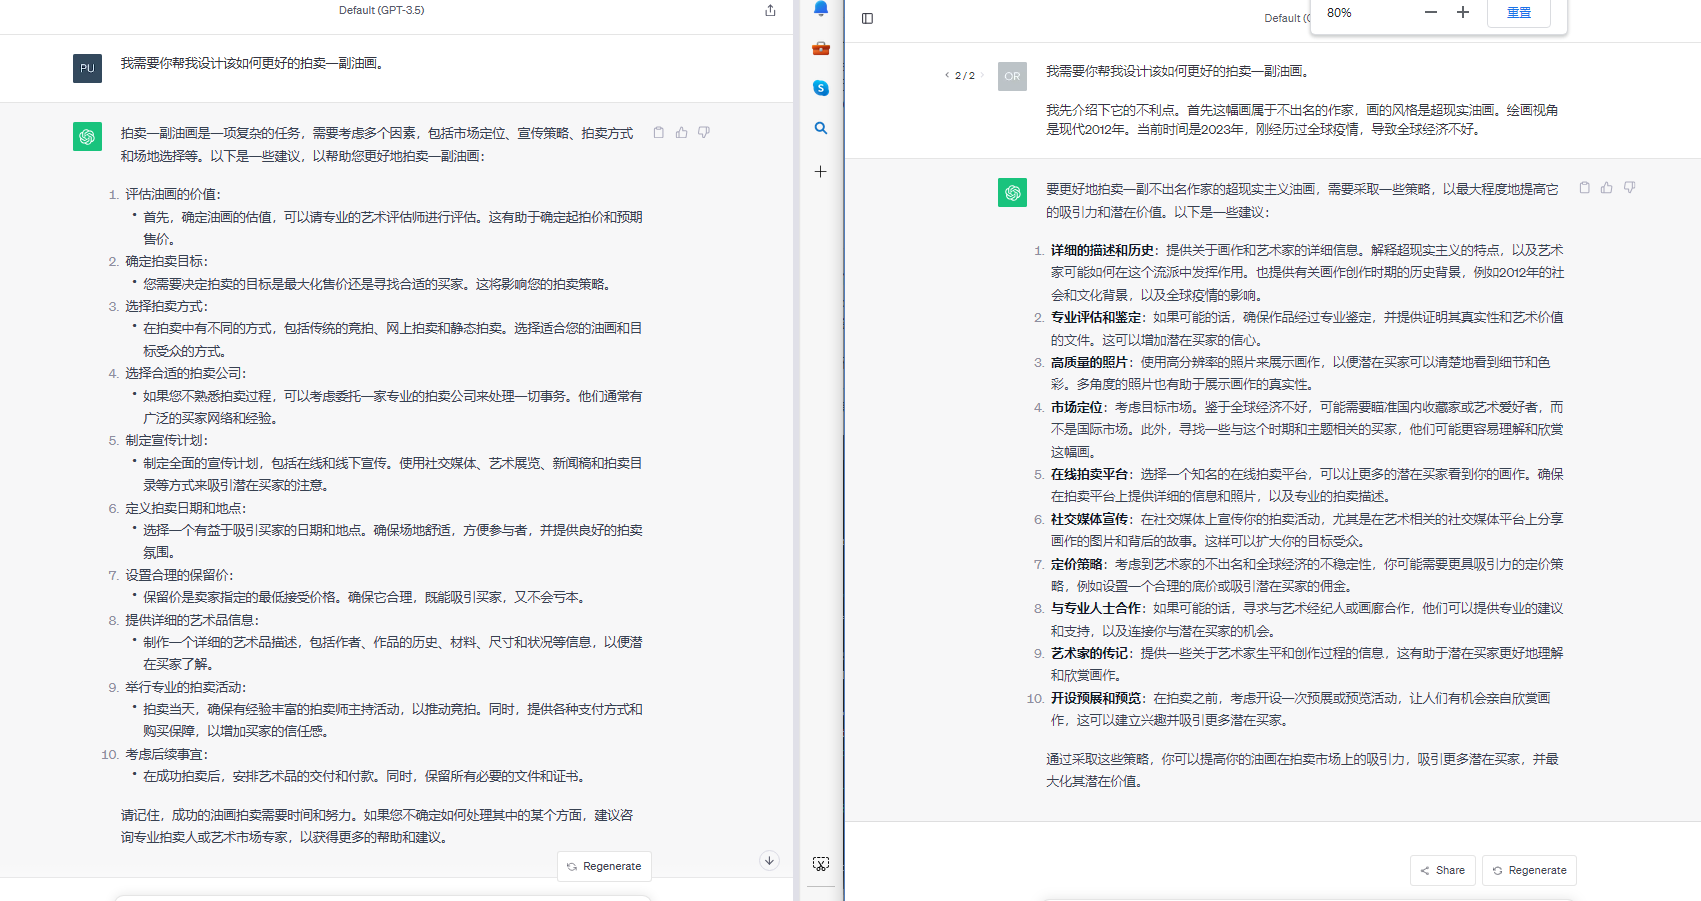 Default (GPT-3.5)
PU
我需要你帮我设计该如何更好的拍卖一副油画。
拍卖一副油画是一项复杂的任务，需要考虑多个因素，包括市场定位、宣传策略、拍卖方式
和场地选择等。以下是一些建议，以帮助您更好地拍卖一副油画：
1. 评估油画的价值：
• 首先，确定油画的估值，可以请专业的艺术评估师进行评估。这有助于确定起拍价和预期
售价。
2. 确定拍卖目标：
• 您需要决定拍卖的目标是最大化售价还是寻找合适的买家。这将影响您的拍卖策略。
3. 选择拍卖方式：
• 在拍卖中有不同的方式，包括传统的竞拍、网上拍卖和静态拍卖。选择适合您的油画和目
标受众的方式。
4. 选择合适的拍卖公司：
• 如果您不熟悉拍卖过程，可以考虑委托一家专业的拍卖公司来处理一切事务。他们通常有
广泛的买家网络和经验。
5. 制定宣传计划：
• 制定全面的宣传计划，包括在线和线下宣传。使用社交媒体、艺术展览、新闻稿和拍卖目
录等方式来吸引潜在买家的注意。
6. 定义拍卖日期和地点：
• 选择一个有益于吸引买家的日期和地点。确保场地舒适，方便参与者，并提供良好的拍卖
氛围。
7. 设置合理的保留价：
• 保留价是卖家指定的最低接受价格。确保它合理，既能吸引买家，又不会亏本。
8. 提供详细的艺术品信息：
• 制作一个详细的艺术品描述，包括作者、作品的历史、材料、尺寸和状况等信息，以便潜
在买家了解。
9. 举行专业的拍卖活动：
• 拍卖当天，确保有经验丰富的拍卖师主持活动，以推动竞拍。同时，提供各种支付方式和
购买保障，以增加买家的信任感。
10. 考虑后续事宜：
• 在成功拍卖后，安排艺术品的交付和付款。同时，保留所有必要的文件和证书。
请记住，成功的油画拍卖需要时间和努力。如果您不确定如何处理其中的某个方面，建议咨
询专业拍卖人或艺术市场专家，以获得更多的帮助和建议。
Regenerate
Default (
80%
重置
2 / 2
OR
我需要你帮我设计该如何更好的拍卖一副油画。
我先介绍下它的不利点。首先这幅画属于不出名的作家，画的风格是超现实油画。绘画视角
是现代2012年。当前时间是2023年，刚经历过全球疫情，导致全球经济不好。
要更好地拍卖一副不出名作家的超现实主义油画，需要采取一些策略，以最大程度地提高它
的吸引力和潜在价值。以下是一些建议：
1. 详细的描述和历史：提供关于画作和艺术家的详细信息。解释超现实主义的特点，以及艺术
家可能如何在这个流派中发挥作用。也提供有关画作创作时期的历史背景，例如2012年的社
会和文化背景，以及全球疫情的影响。
2. 专业评估和鉴定：如果可能的话，确保作品经过专业鉴定，并提供证明其真实性和艺术价值
的文件。这可以增加潜在买家的信心。
3. 高质量的照片：使用高分辨率的照片来展示画作，以便潜在买家可以清楚地看到细节和色
彩。多角度的照片也有助于展示画作的真实性。
4. 市场定位：考虑目标市场。鉴于全球经济不好，可能需要瞄准国内收藏家或艺术爱好者，而
不是国际市场。此外，寻找一些与这个时期和主题相关的买家，他们可能更容易理解和欣赏
这幅画。
5. 在线拍卖平台：选择一个知名的在线拍卖平台，可以让更多的潜在买家看到你的画作。确保
在拍卖平台上提供详细的信息和照片，以及专业的拍卖描述。
6. 社交媒体宣传：在社交媒体上宣传你的拍卖活动，尤其是在艺术相关的社交媒体平台上分享
画作的图片和背后的故事。这样可以扩大你的目标受众。
7. 定价策略：考虑到艺术家的不出名和全球经济的不稳定性，你可能需要更具吸引力的定价策
略，例如设置一个合理的底价或吸引潜在买家的佣金。
8. 与专业人士合作：如果可能的话，寻求与艺术经纪人或画廊合作，他们可以提供专业的建议
和支持，以及连接你与潜在买家的机会。
9. 艺术家的传记：提供一些关于艺术家生平和创作过程的信息，这有助于潜在买家更好地理解
和欣赏画作。
10. 开设预展和预览：在拍卖之前，考虑开设一次预展或预览活动，让人们有机会亲自欣赏画
作，这可以建立兴趣并吸引更多潜在买家。
通过采取这些策略，你可以提高你的油画在拍卖市场上的吸引力，吸引更多潜在买家，并最
大化其潜在价值。
Share
Regenerate